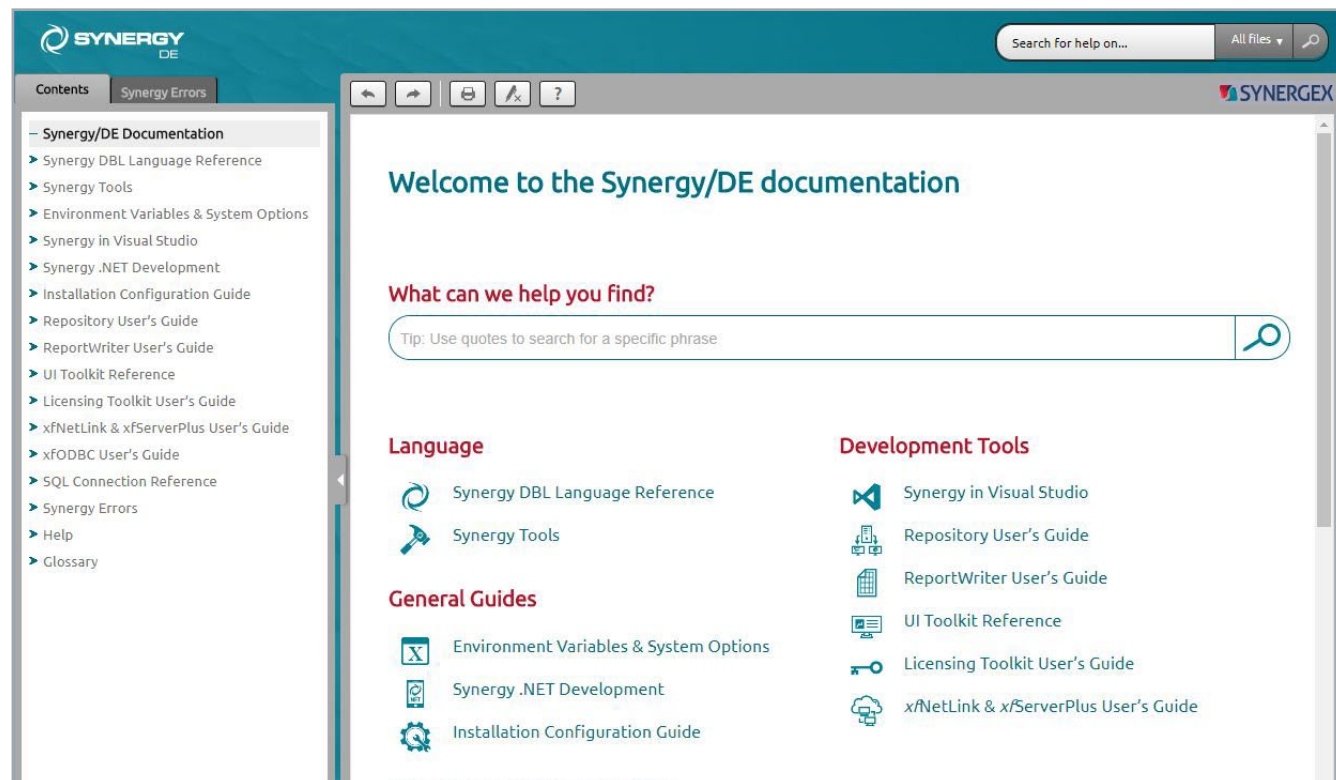 SYNERGY
DE
Search for help on...
All files
Contents
Synergy Errors
?
SYNERGEX
Synergy/DE Documentation
Synergy DBL Language Reference
Synergy Tools
Environment Variables & System Options
Synergy in Visual Studio
Synergy .NET Development
Installation Configuration Guide
Repository User's Guide
ReportWriter User's Guide
UI Toolkit Reference
Licensing Toolkit User's Guide
xfNetLink & xfServerPlus User's Guide
xfODBC User's Guide
SQL Connection Reference
Synergy Errors
Help
Glossary
Welcome to the Synergy/DE documentation
What can we help you find?
Tip: Use quotes to search for a specific phrase
Language
Synergy DBL Language Reference
Synergy Tools
General Guides
Environment Variables & System Options
Synergy .NET Development
Installation Configuration Guide
Development Tools
Synergy in Visual Studio
Repository User's Guide
ReportWriter User's Guide
UI Toolkit Reference
Licensing Toolkit User's Guide
xfNetLink & xfServerPlus User's Guide